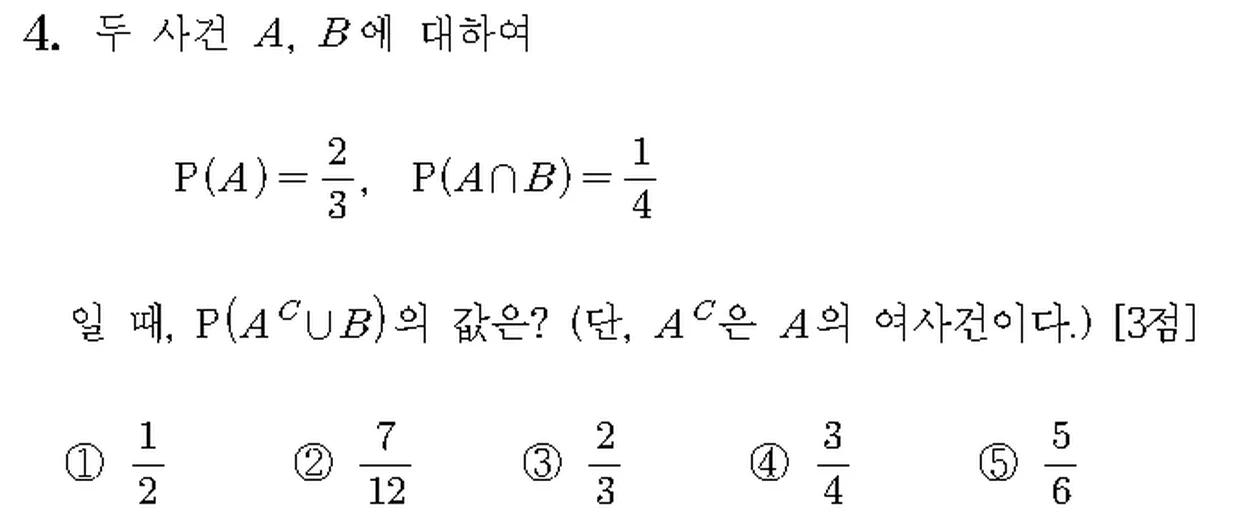 4. 두 사건 A, B에 대하여
P(A)=2/3, P(A∩B)=1/4
일 때, P(A^C∪B)의 값은? (단, A^C은 A의 여사건이다.) [3점]
① 1/2 ② 7/12 ③ 2/3 ④ 3/4 ⑤ 5/6